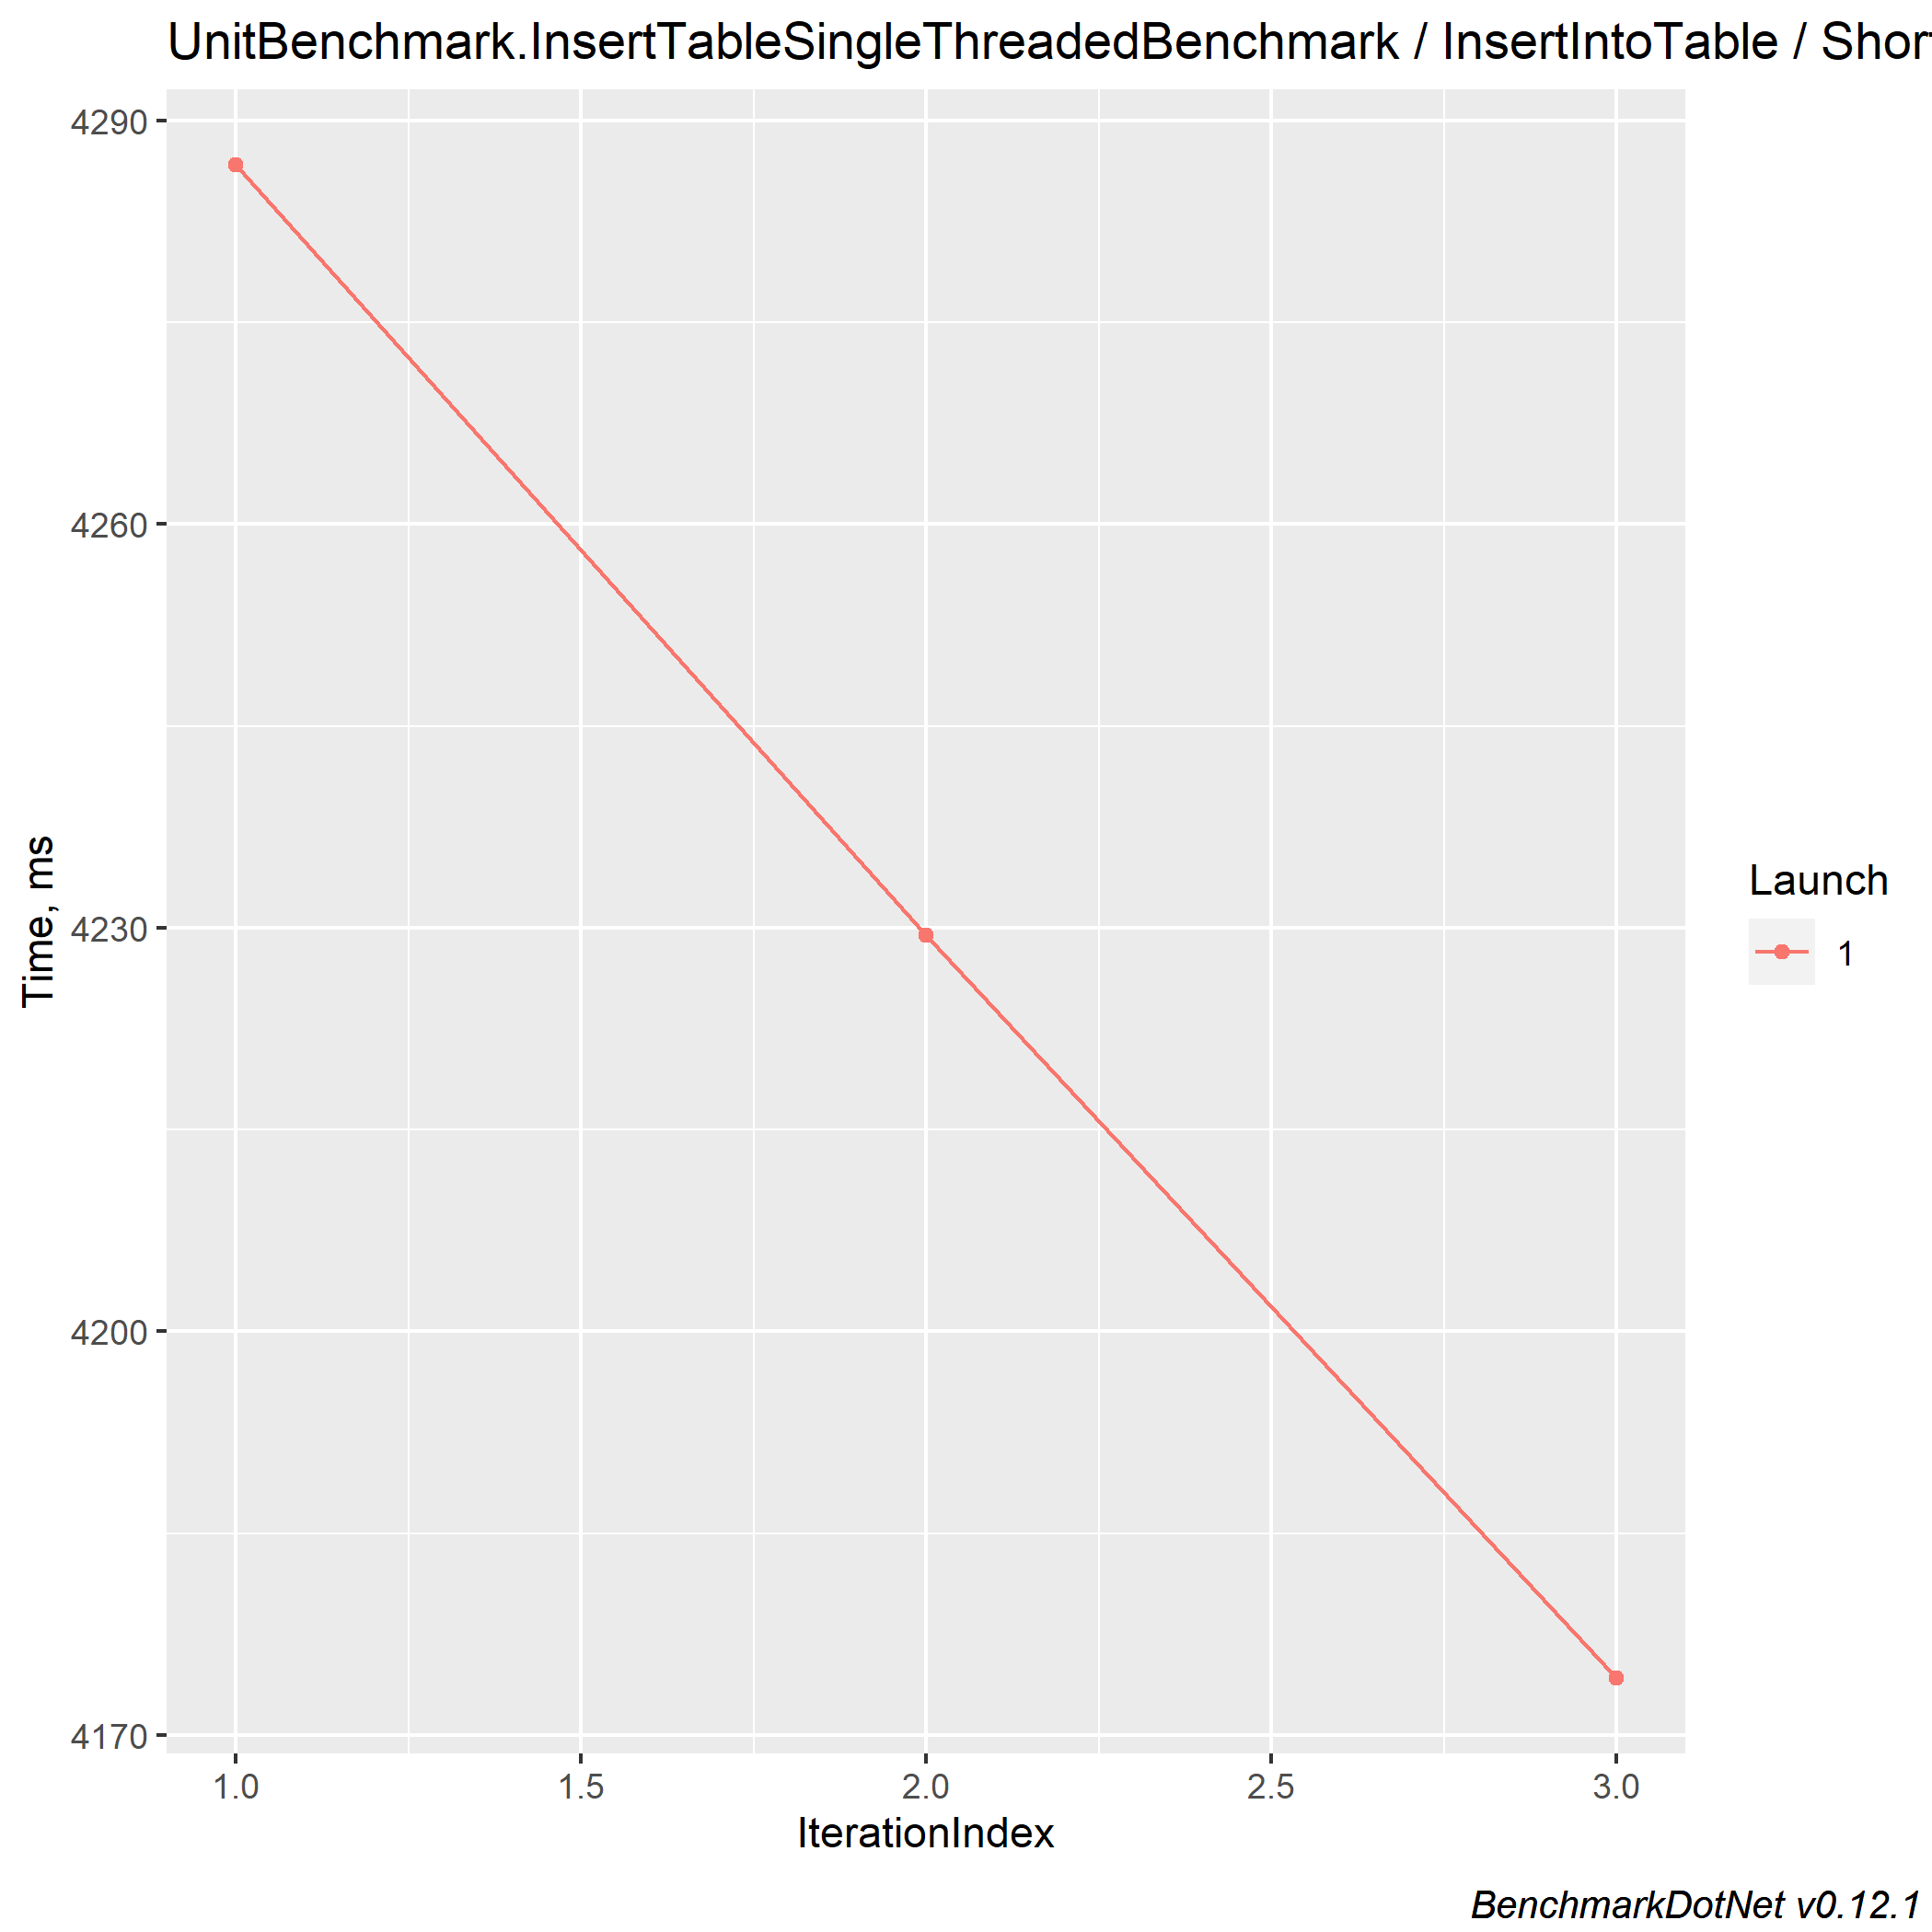 UnitBenchmark.InsertTableSingleThreadedBenchmark / InsertIntoTable / Shor
4290
4260
4230
4200
4170
Time, ms
1.0 1.5 2.0 2.5 3.0
IterationIndex
Launch
1
BenchmarkDotNet v0.12.1